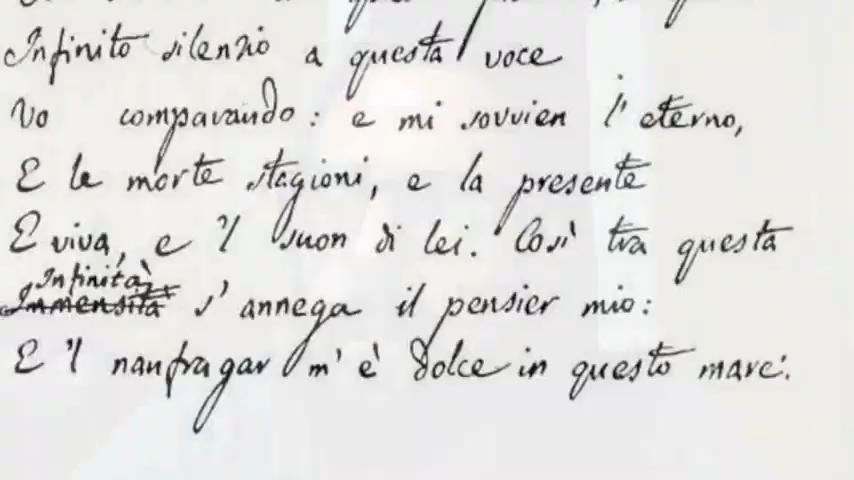 Infinito silenzio a questa voce
Vo comparando: e mi sovvien l'eterno,
E le morte stagioni, e la presente
E viva, e 'l suon di lei. Così tra questa
Infinità
Immensità s'annega il pensier mio:
E 'l naufragar m'è dolce in questo mare.